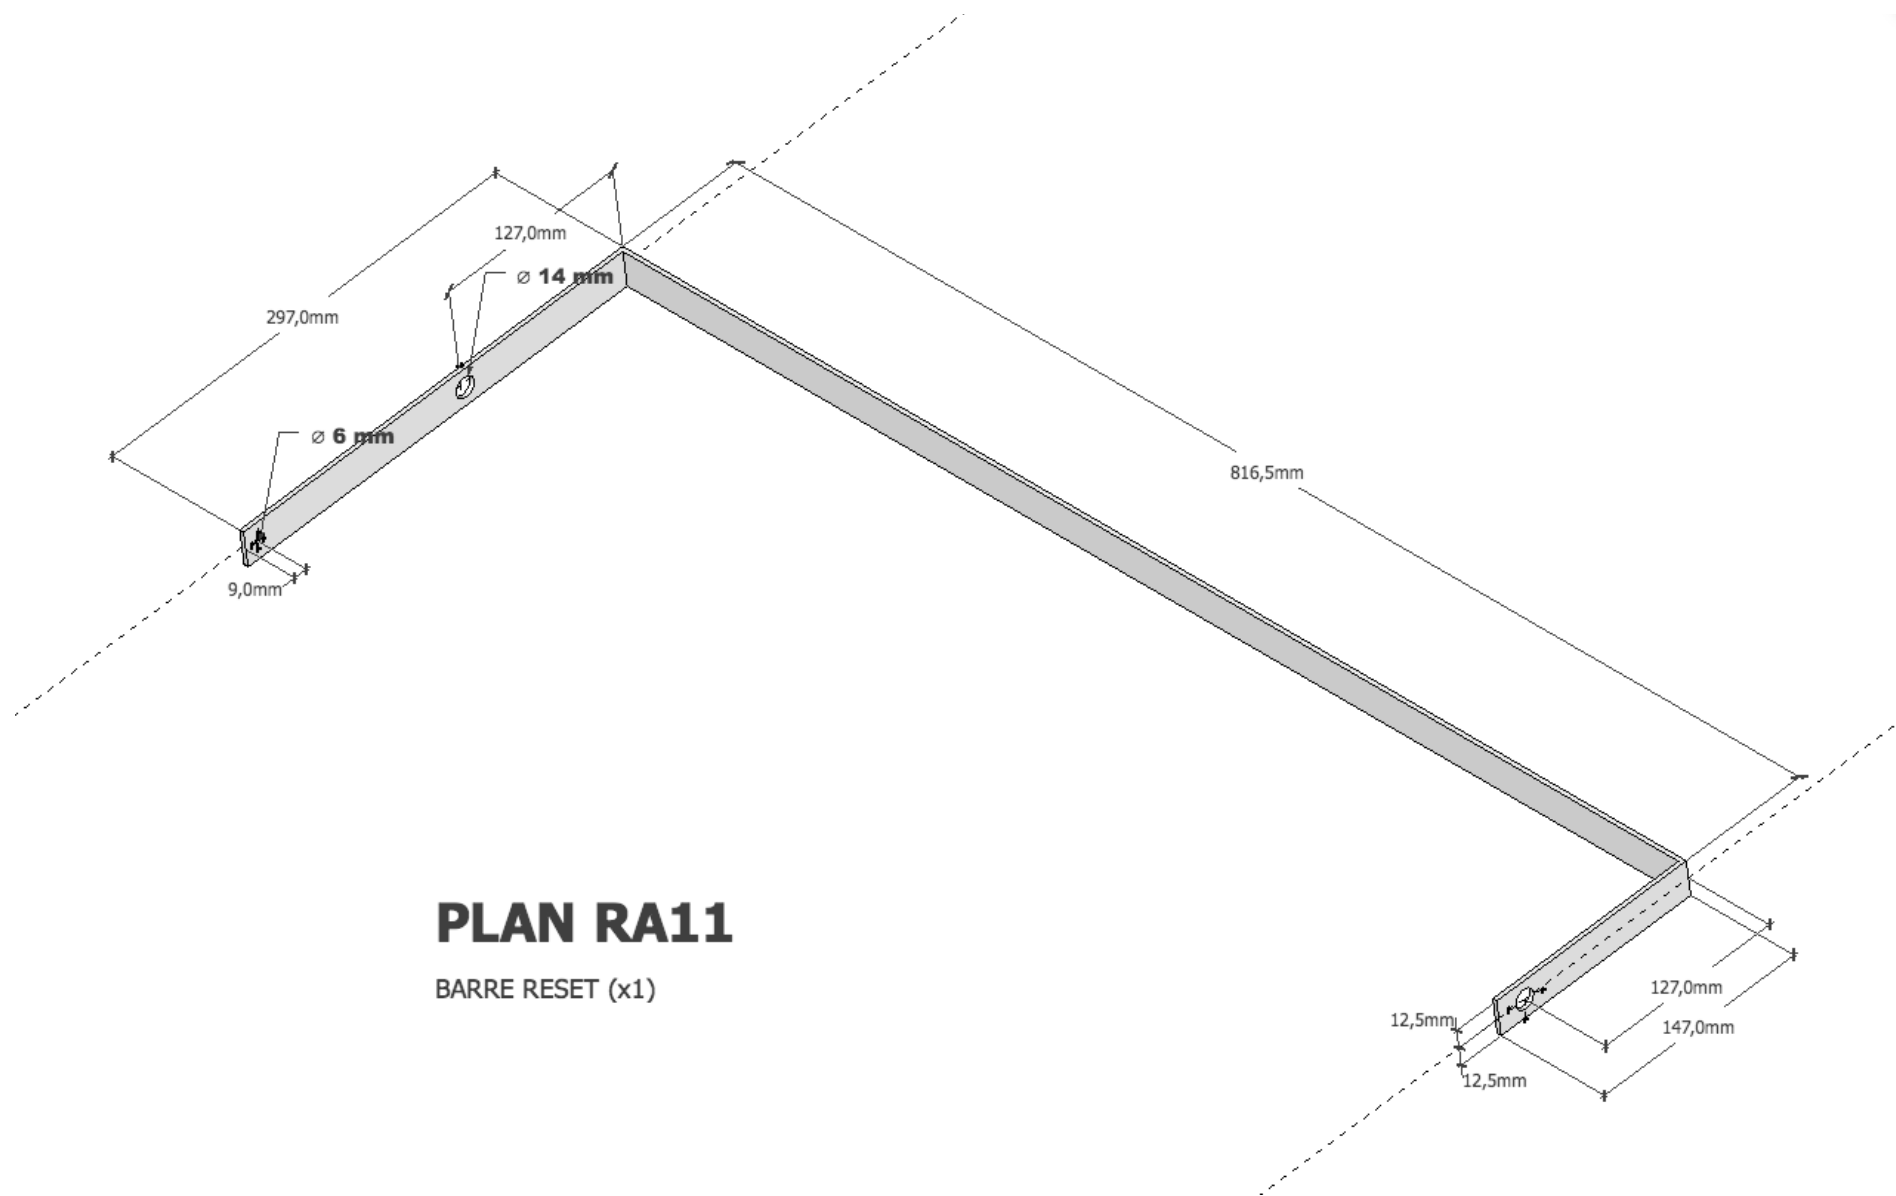 127,0mm
⌀ 14 mm
297,0mm
⌀ 6 mm
816,5mm
9,0mm
PLAN RA11
BARRE RESET (x1)
127,0mm
12,5mm
147,0mm
12,5mm